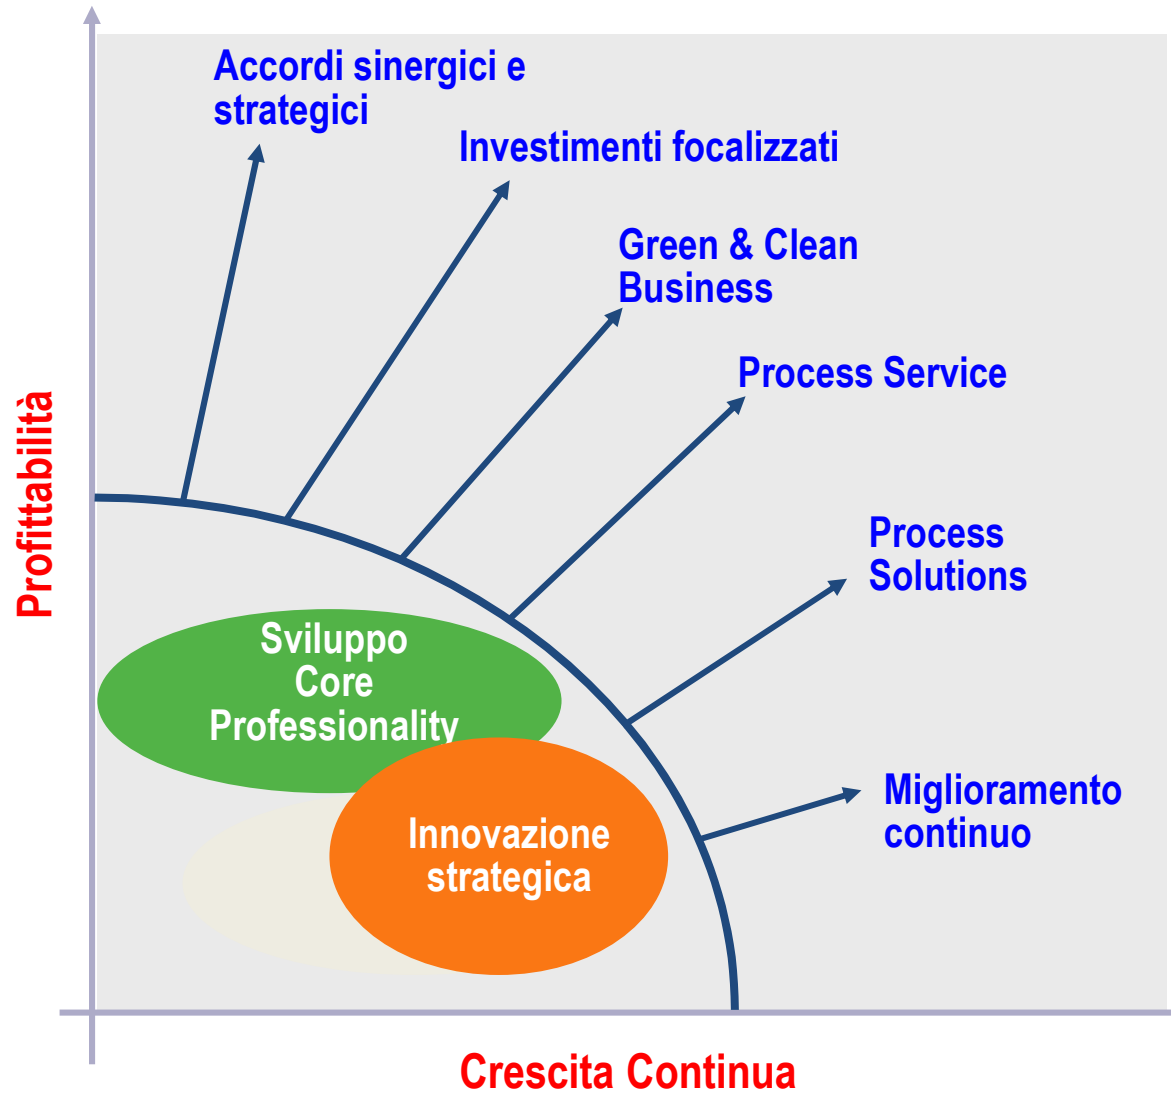 Accordi sinergici e
strategici
Investimenti focalizzati
Green & Clean
Business
Process Service
Process
Solutions
Miglioramento
continuo
Profittabilità
Sviluppo
Core
Professionality
Innovazione
strategica
Crescita Continua